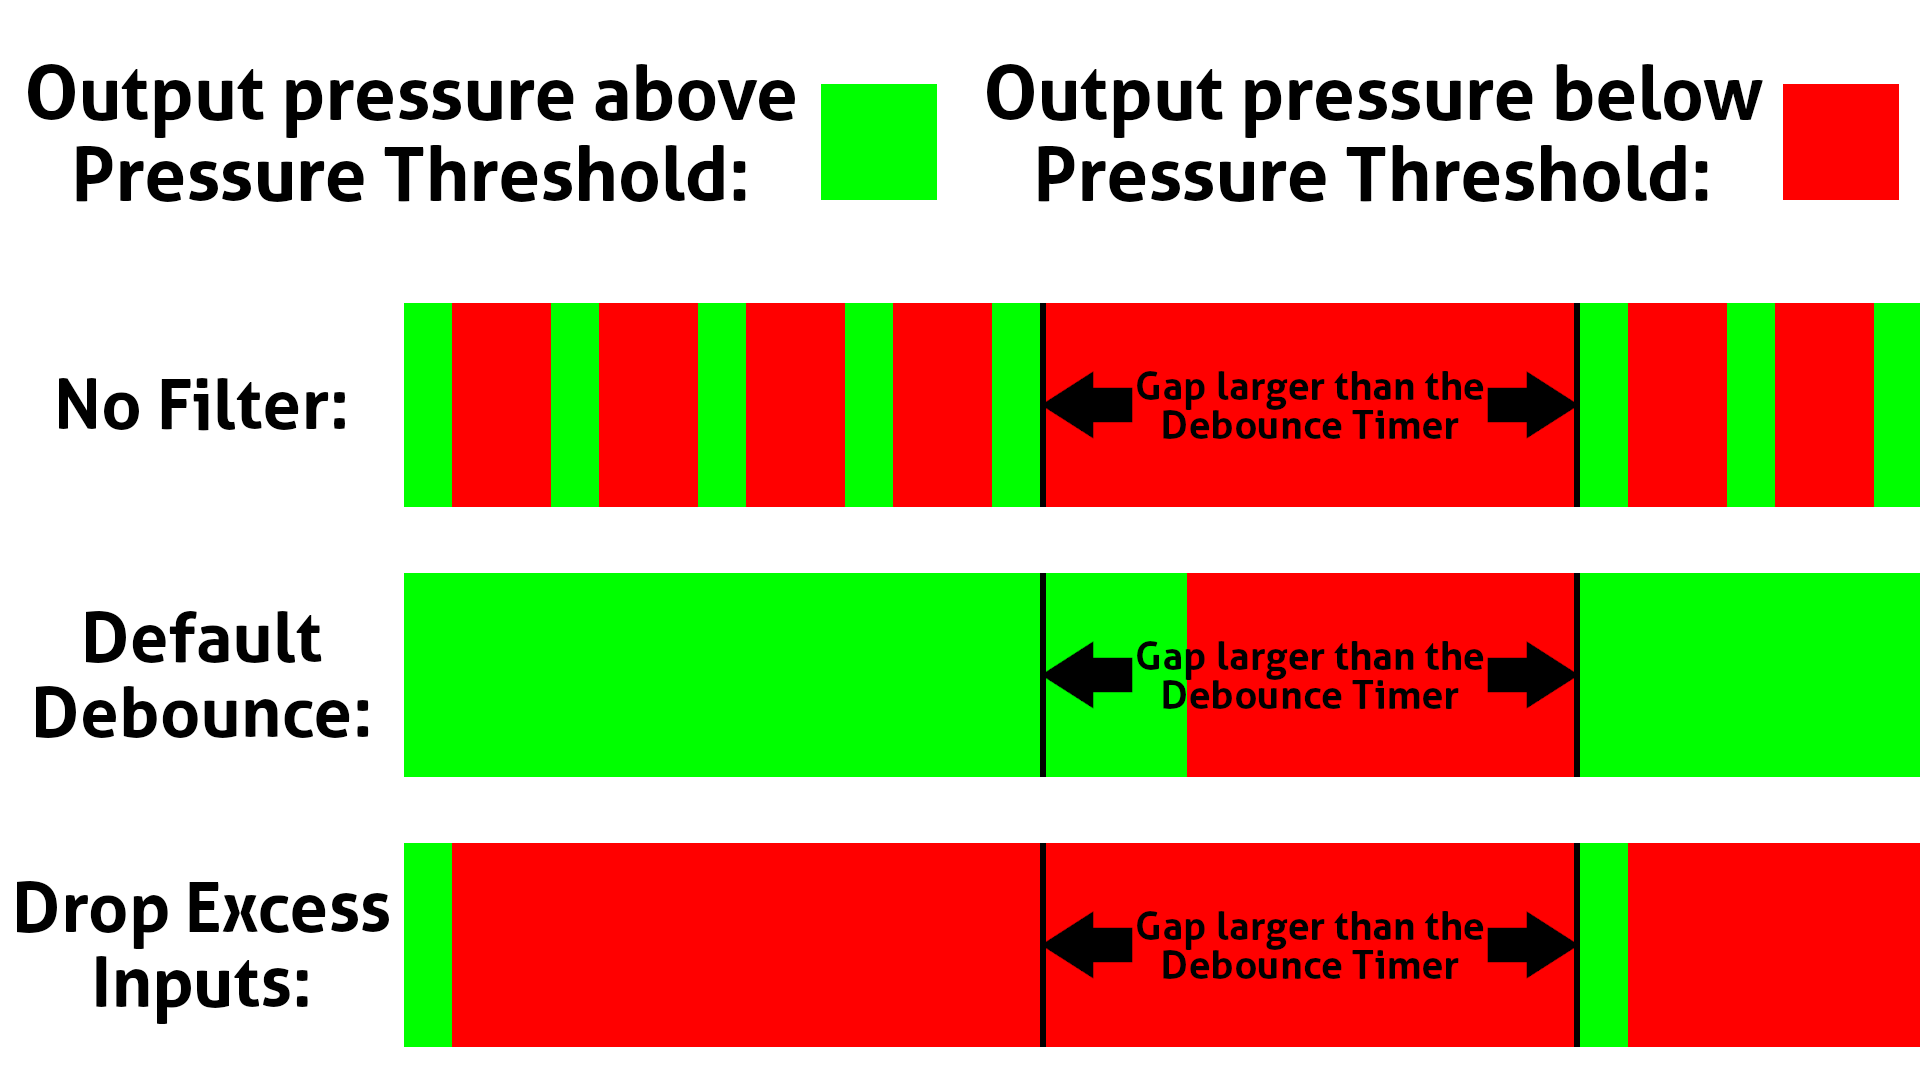 Output pressure above
Pressure Threshold:
Output pressure below
Pressure Threshold:
No Filter:
Gap larger than the
Debounce Timer
Default
Debounce:
Gap larger than the
Debounce Timer
Drop Excess
Inputs:
Gap larger than the
Debounce Timer